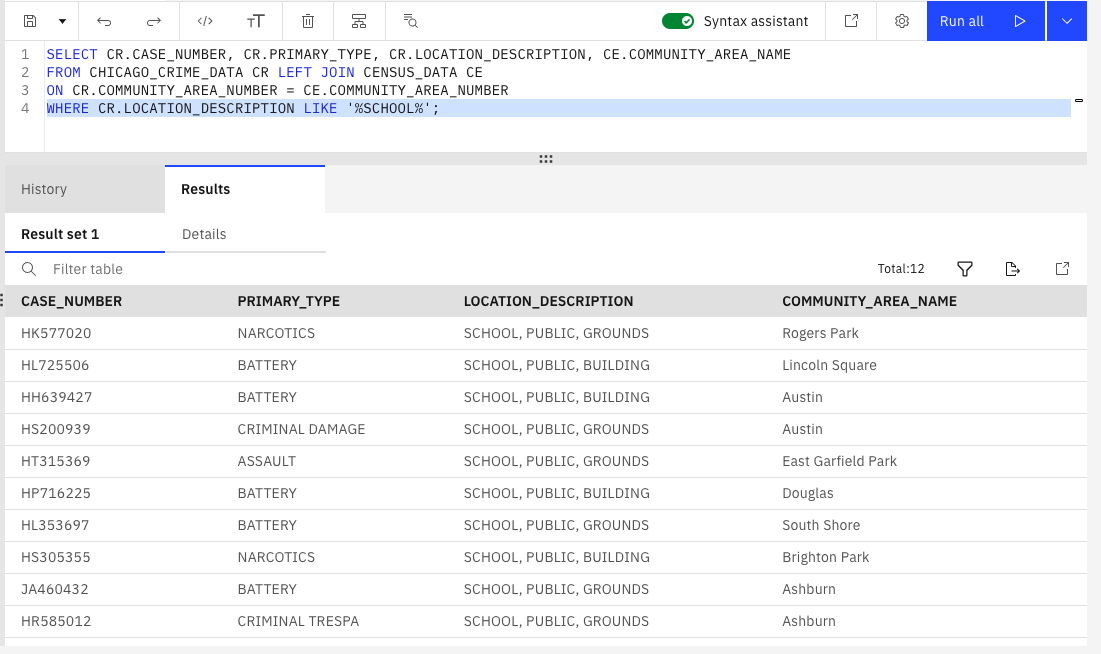 </> TT Syntax assistant Run all
1 SELECT CR.CASE_NUMBER, CR.PRIMARY_TYPE, CR.LOCATION_DESCRIPTION, CE.COMMUNITY_AREA_NAME
2 FROM CHICAGO_CRIME_DATA CR LEFT JOIN CENSUS_DATA CE
3 ON CR.COMMUNITY_AREA_NUMBER = CE.COMMUNITY_AREA_NUMBER
4 WHERE CR.LOCATION_DESCRIPTION LIKE '%SCHOOL%';
History Results
Result set 1 Details
Filter table Total:12
CASE_NUMBER PRIMARY_TYPE LOCATION_DESCRIPTION COMMUNITY_AREA_NAME
HK577020 NARCOTICS SCHOOL, PUBLIC, GROUNDS Rogers Park
HL725506 BATTERY SCHOOL, PUBLIC, BUILDING Lincoln Square
HH639427 BATTERY SCHOOL, PUBLIC, BUILDING Austin
HS200939 CRIMINAL DAMAGE SCHOOL, PUBLIC, GROUNDS Austin
HT315369 ASSAULT SCHOOL, PUBLIC, GROUNDS East Garfield Park
HP716225 BATTERY SCHOOL, PUBLIC, BUILDING Douglas
HL353697 BATTERY SCHOOL, PUBLIC, GROUNDS South Shore
HS305355 NARCOTICS SCHOOL, PUBLIC, BUILDING Brighton Park
JA460432 BATTERY SCHOOL, PUBLIC, GROUNDS Ashburn
HR585012 CRIMINAL TRESPA SCHOOL, PUBLIC, GROUNDS Ashburn